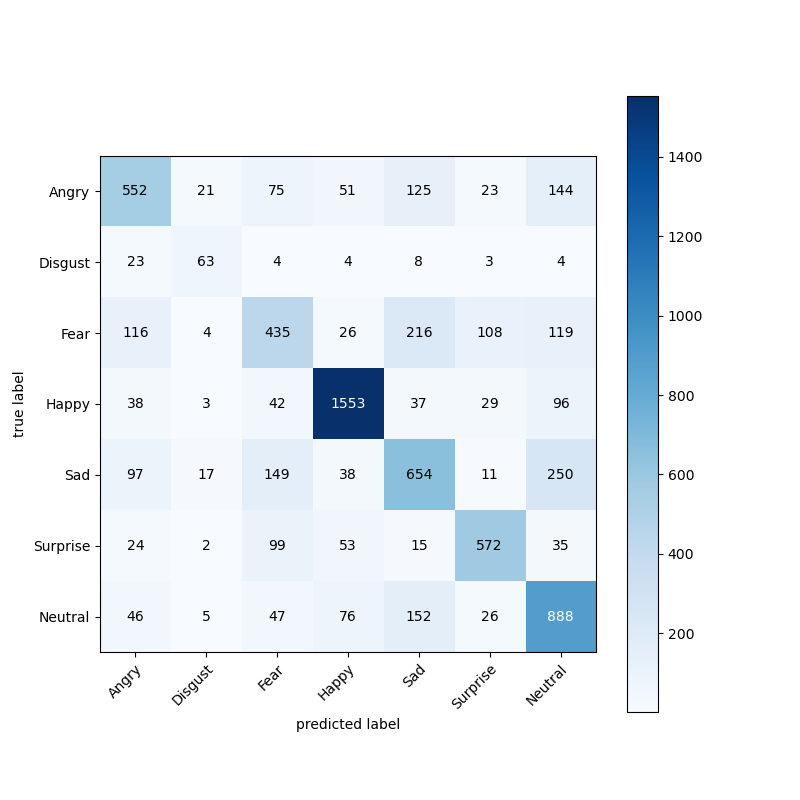 Angry 552 21 75 51 125 23 144
Disgust 23 63 4 4 8 3 4
Fear 116 4 435 26 216 108 119
Happy 38 3 42 1553 37 29 96
Sad 97 17 149 38 654 11 250
Surprise 24 2 99 53 15 572 35
Neutral 46 5 47 76 152 26 888
Angry Disgust Fear Happy Sad Surprise Neutral
predicted label
true label
1400
1200
1000
800
600
400
200